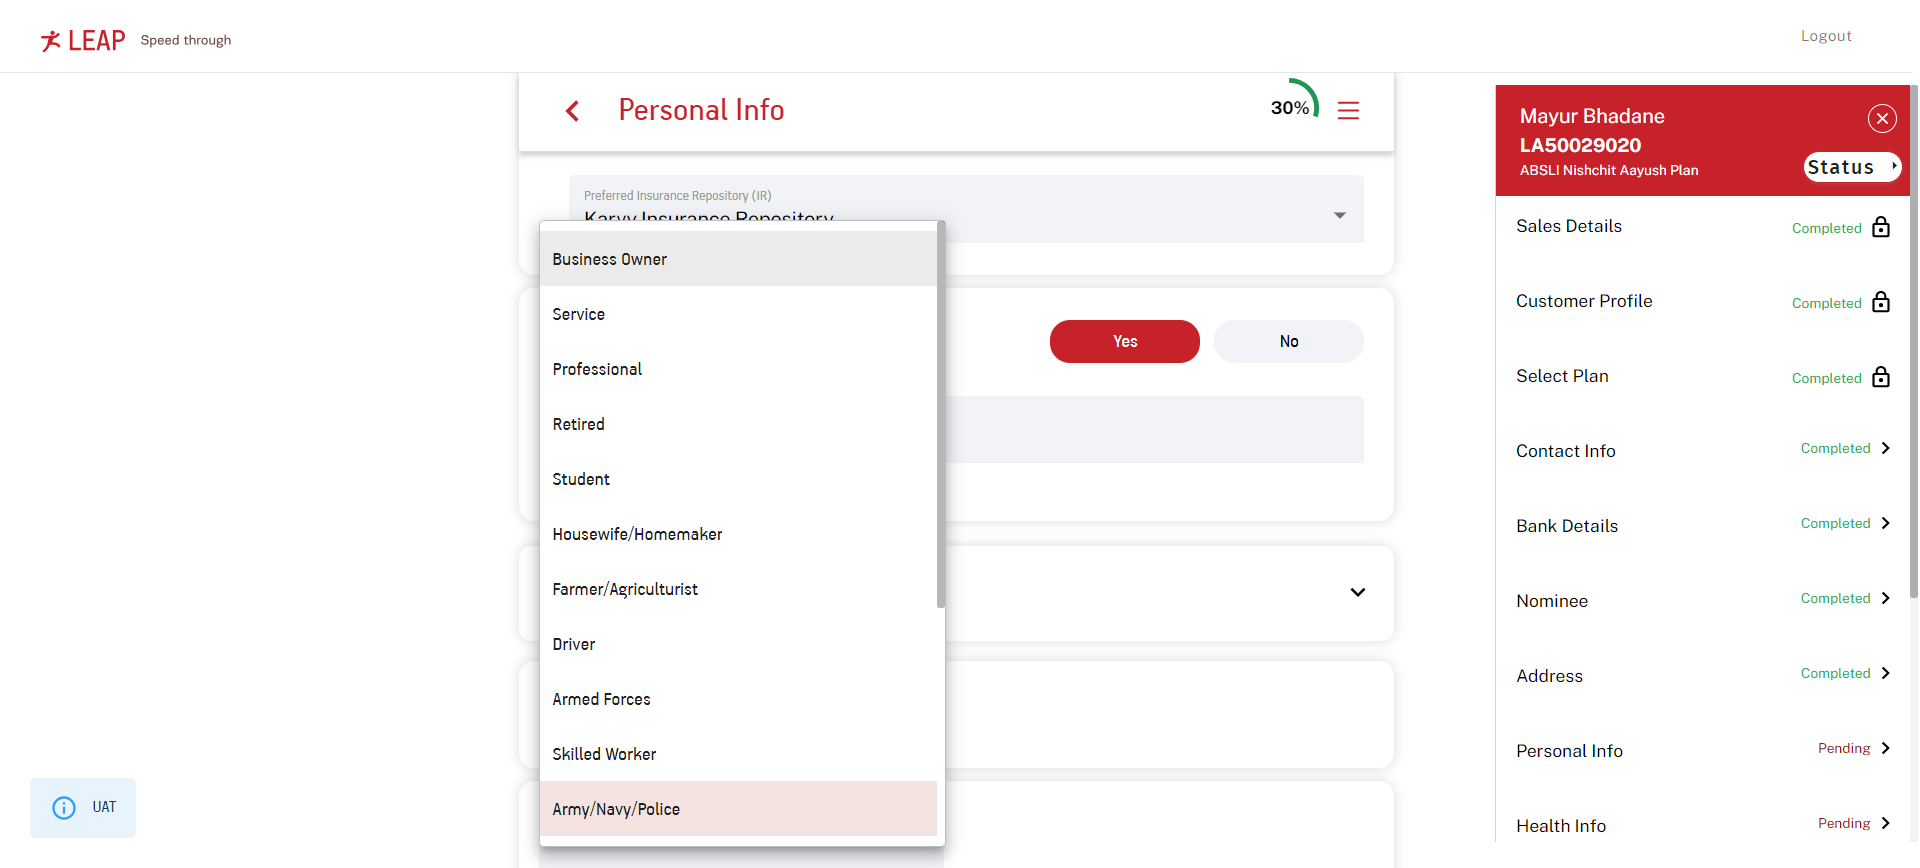 LEAP Speed through
Logout
Personal Info
30%
Preferred Insurance Repository (IR)
Karvy Insurance Repository
Business Owner
Service
Professional
Retired
Student
Housewife/Homemaker
Farmer/Agriculturist
Driver
Armed Forces
Skilled Worker
Army/Navy/Police
Yes
No
UAT
Mayur Bhadane
LA50029020
ABSLI Nishchit Aayush Plan
Status
Sales Details Completed
Customer Profile Completed
Select Plan Completed
Contact Info Completed
Bank Details Completed
Nominee Completed
Address Completed
Personal Info Pending
Health Info Pending